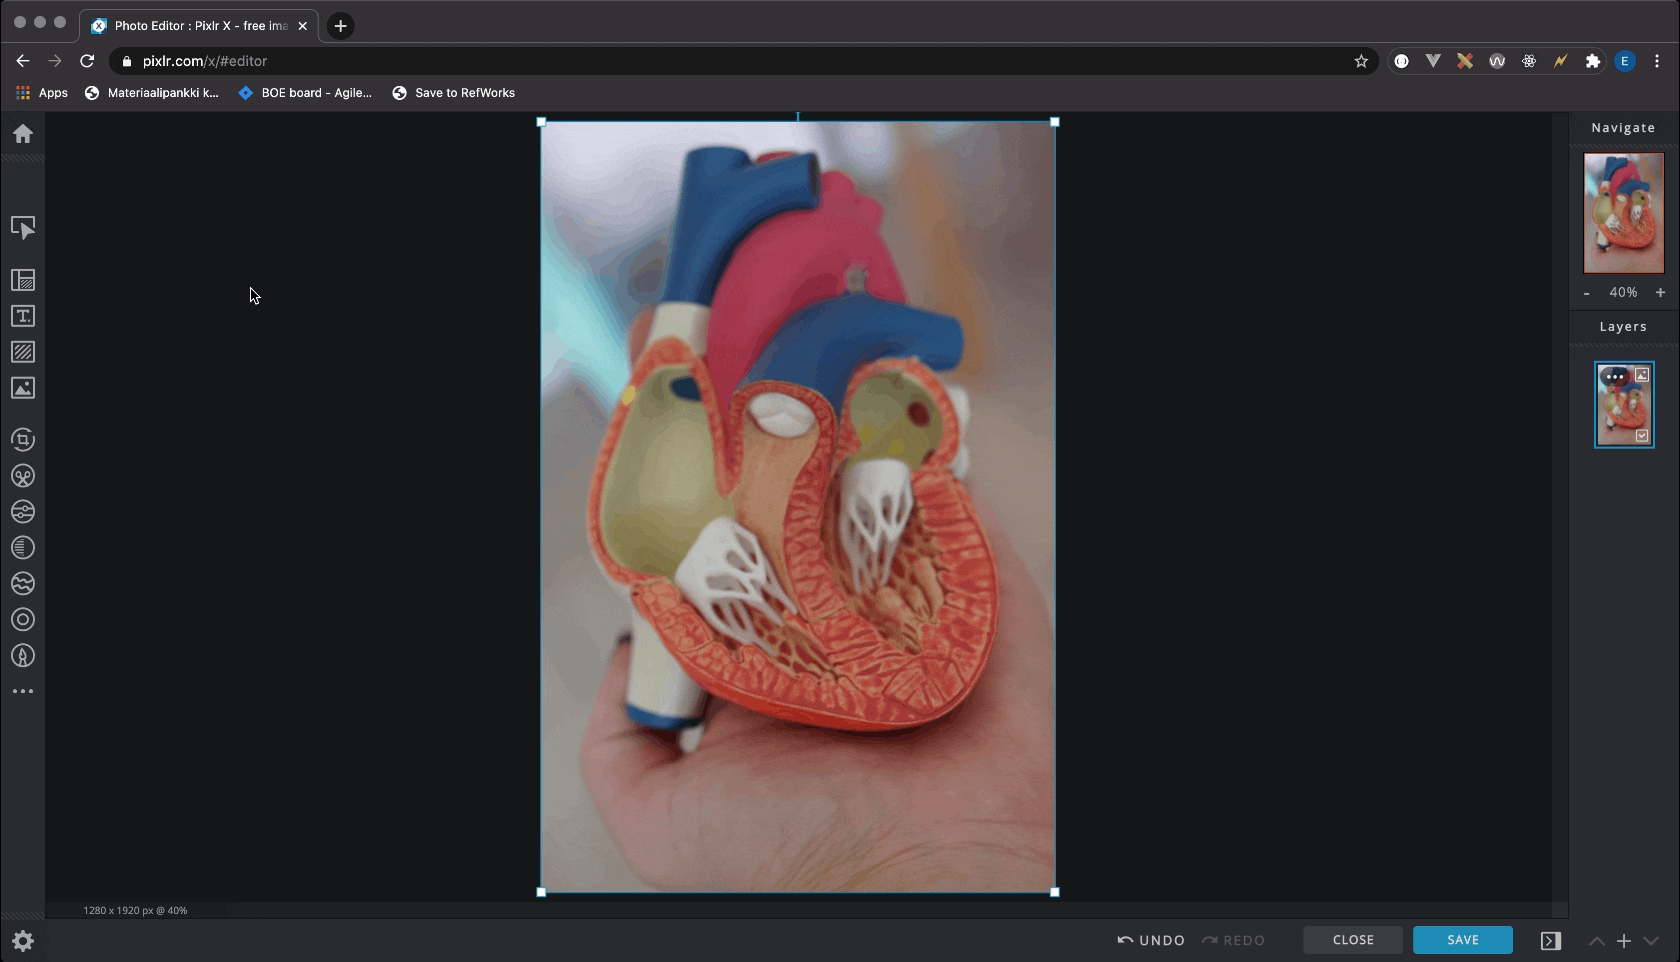 Photo Editor : Pixlr X - free ima
pixlr.com/x/#editor
E
Apps
Materiaalipankki k...
BOE board - Agile...
Save to RefWorks
Navigate
- 40% +
Layers
T
1280 x 1920 px @ 40%
UNDO
REDO
CLOSE
SAVE